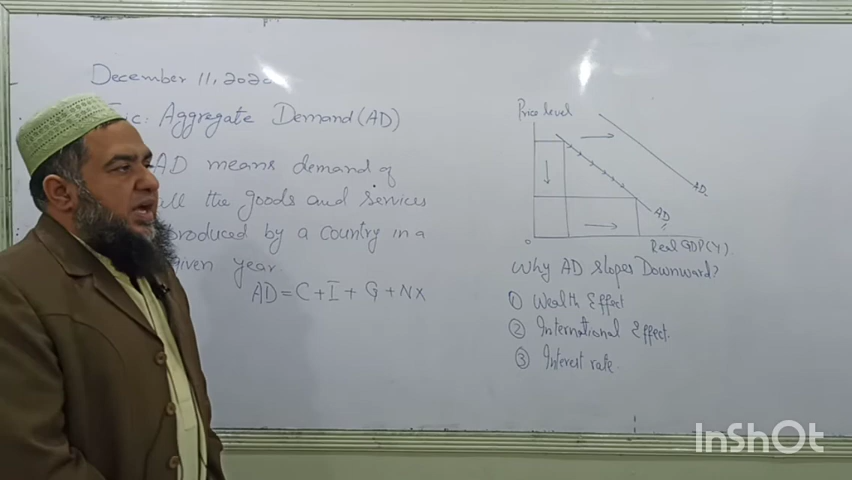 December 11, 2020
Aggregate Demand (AD)
AD means demand of
the goods and services
produced by a country in a
given year
AD = C + I + G + NX
Price level
AD
AD
0
Real GDP(Y)
Why AD slopes Downward?
① Wealth Effect
② International Effect.
③ Interest rate
Made with InShOt